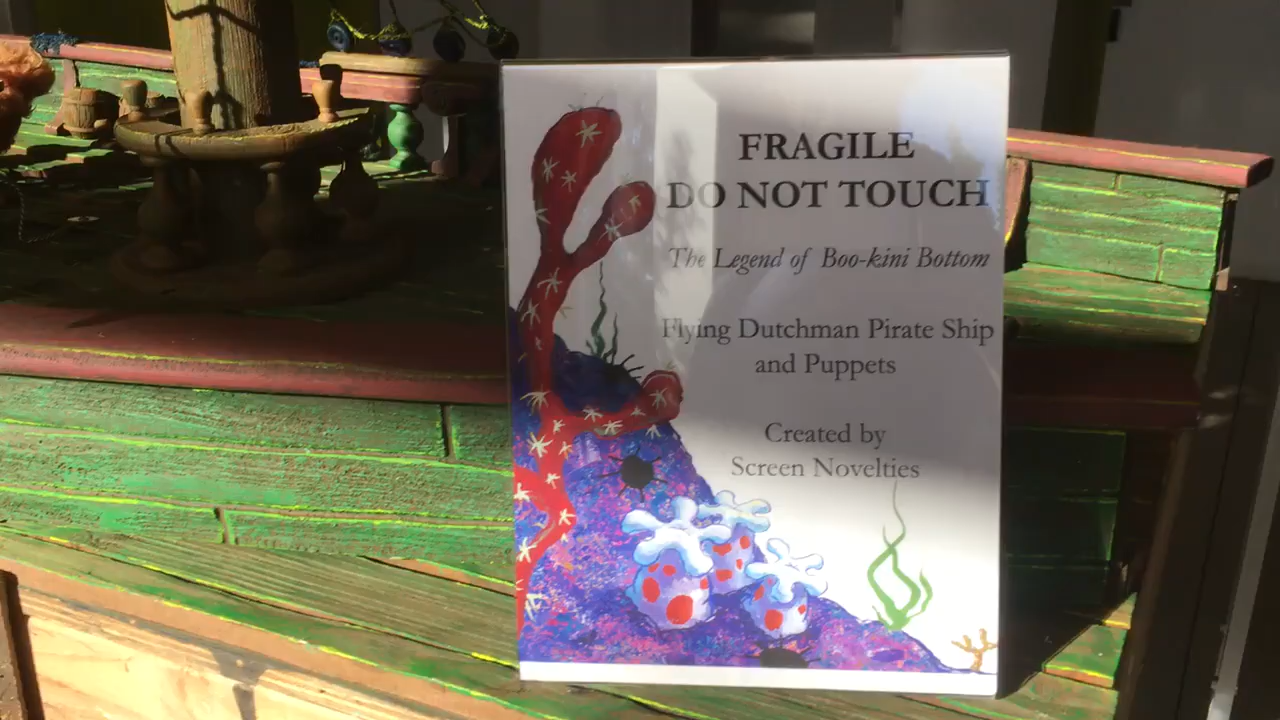 FRAGILE
DO NOT TOUCH
The Legend of Boo-kini Bottom
Flying Dutchman Pirate Ship
and Puppets
Created by
Screen Novelties